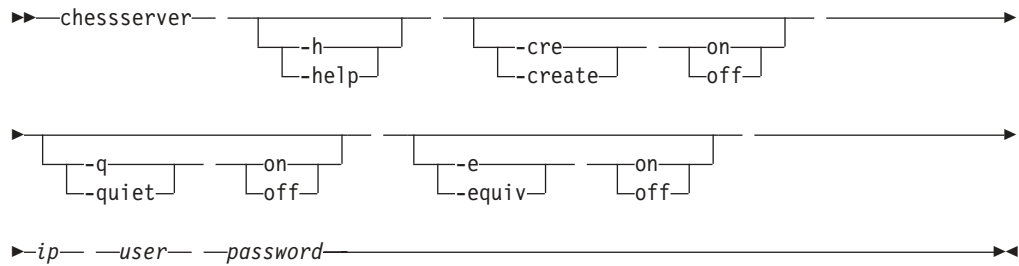 chessserver -h -cre on
-help -create off
-q on -e on
-quiet off -equiv off
ip user password